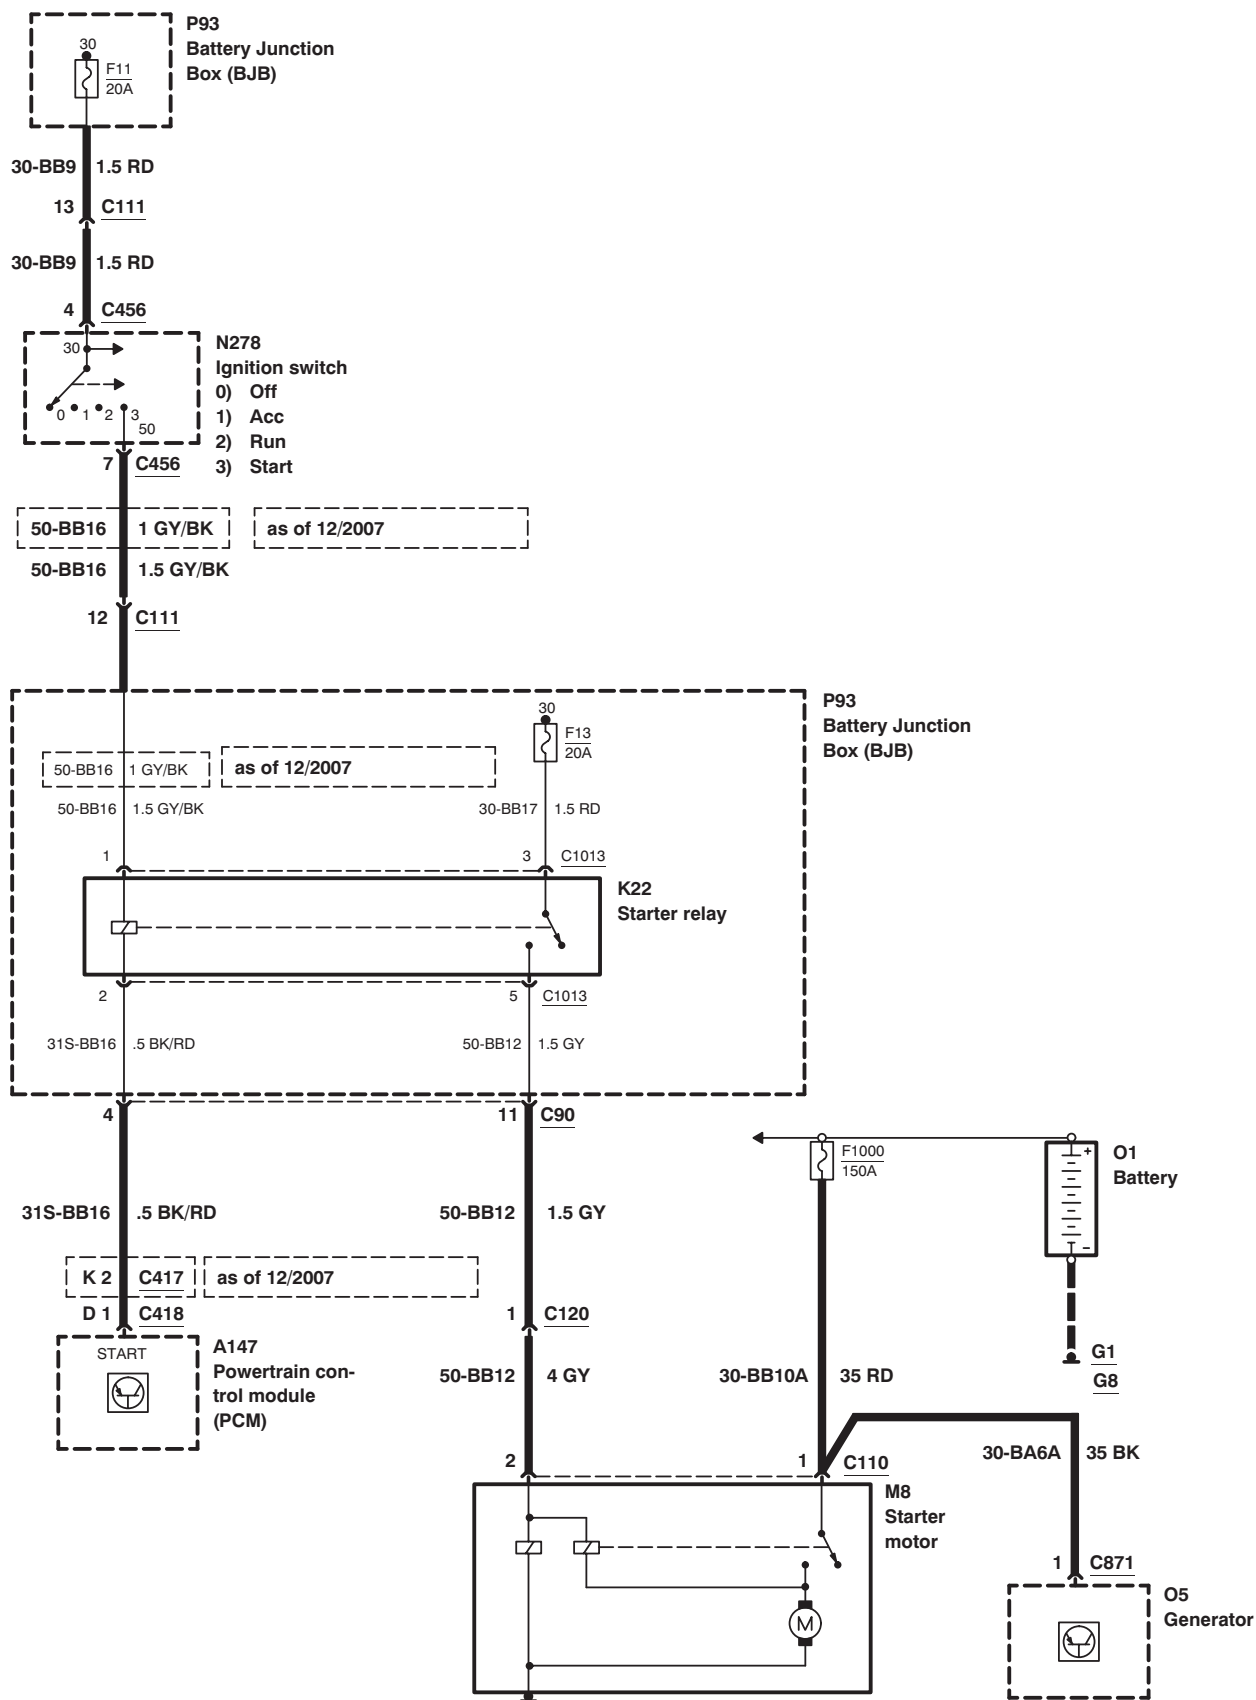 P93
Battery Junction
Box (BJB)
30
F11
20A
30-BB9 1.5 RD
13 C111
30-BB9 1.5 RD
4 C456
N278
Ignition switch
0) Off
1) Acc
2) Run
3) Start
30
0 1 2 3
50
7 C456
50-BB16 1 GY/BK as of 12/2007
50-BB16 1.5 GY/BK
12 C111
P93
Battery Junction
Box (BJB)
30
F13
20A
50-BB16 1 GY/BK as of 12/2007
50-BB16 1.5 GY/BK 30-BB17 1.5 RD
1 3 C1013
K22
Starter relay
2 5 C1013
31S-BB16 .5 BK/RD 50-BB12 1.5 GY
4 11 C90
F1000
150A
+
-
O1
Battery
31S-BB16 .5 BK/RD 50-BB12 1.5 GY
K 2 C417 as of 12/2007
D 1 C418 1 C120
START
A147
Powertrain con-
trol module
(PCM)
50-BB12 4 GY 30-BB10A 35 RD
G1
G8
2 1 C110
30-BA6A 35 BK
M8
Starter
motor
M
1 C871
O5
Generator